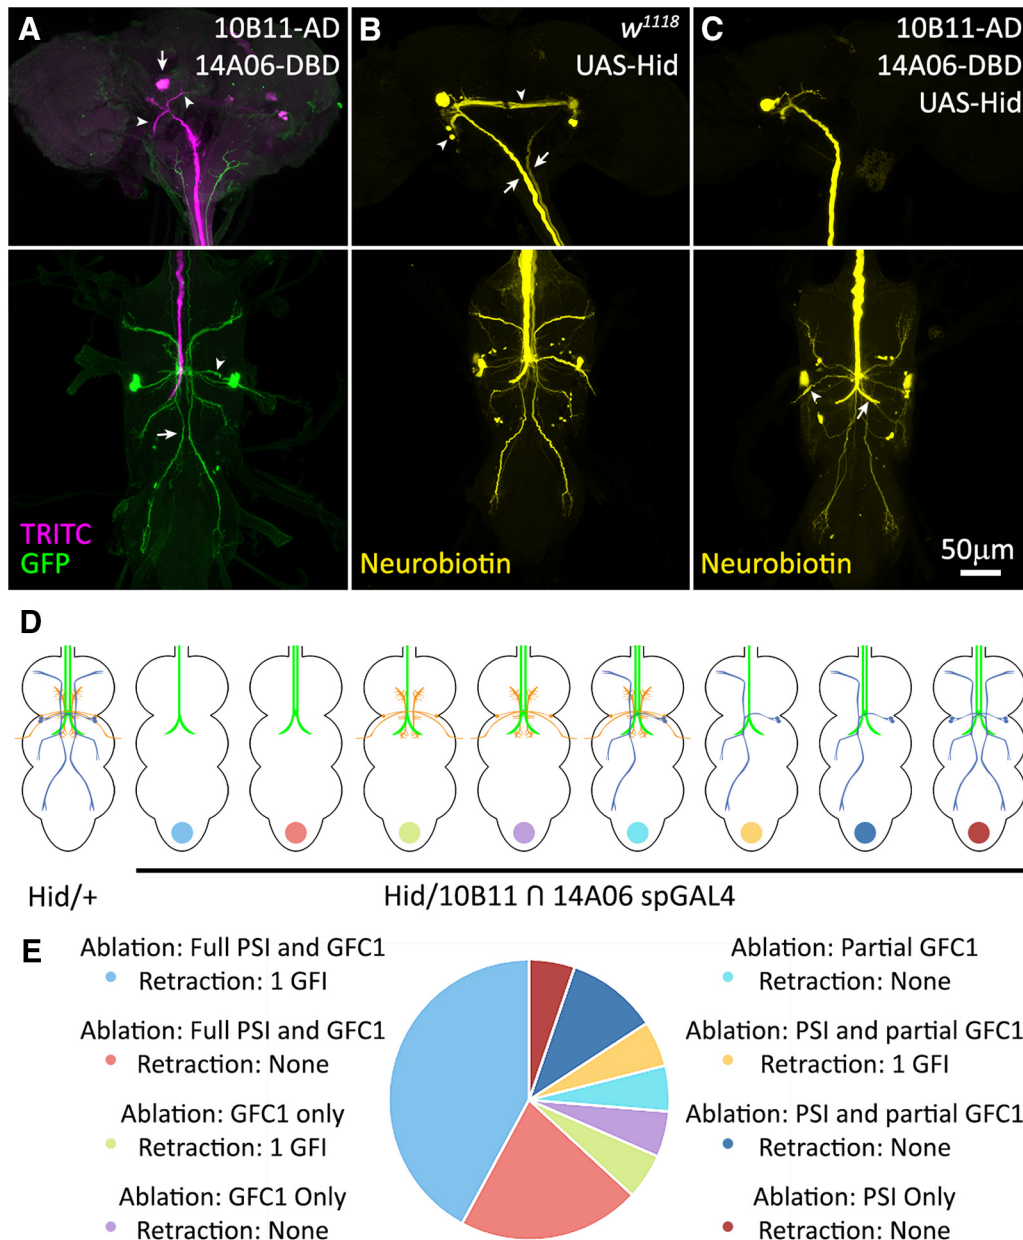 A
10B11-AD
14A06-DBD
B
w1118
UAS-Hid
C
10B11-AD
14A06-DBD
UAS-Hid
TRITC
GFP
Neurobiotin
Neurobiotin
50μm
D
Hid/+
Hid/10B11 ∩ 14A06 spGAL4
E
Ablation: Full PSI and GFC1
Retraction: 1 GFI
Ablation: Full PSI and GFC1
Retraction: None
Ablation: GFC1 only
Retraction: 1 GFI
Ablation: GFC1 Only
Retraction: None
Ablation: Partial GFC1
Retraction: None
Ablation: PSI and partial GFC1
Retraction: 1 GFI
Ablation: PSI and partial GFC1
Retraction: None
Ablation: PSI Only
Retraction: None